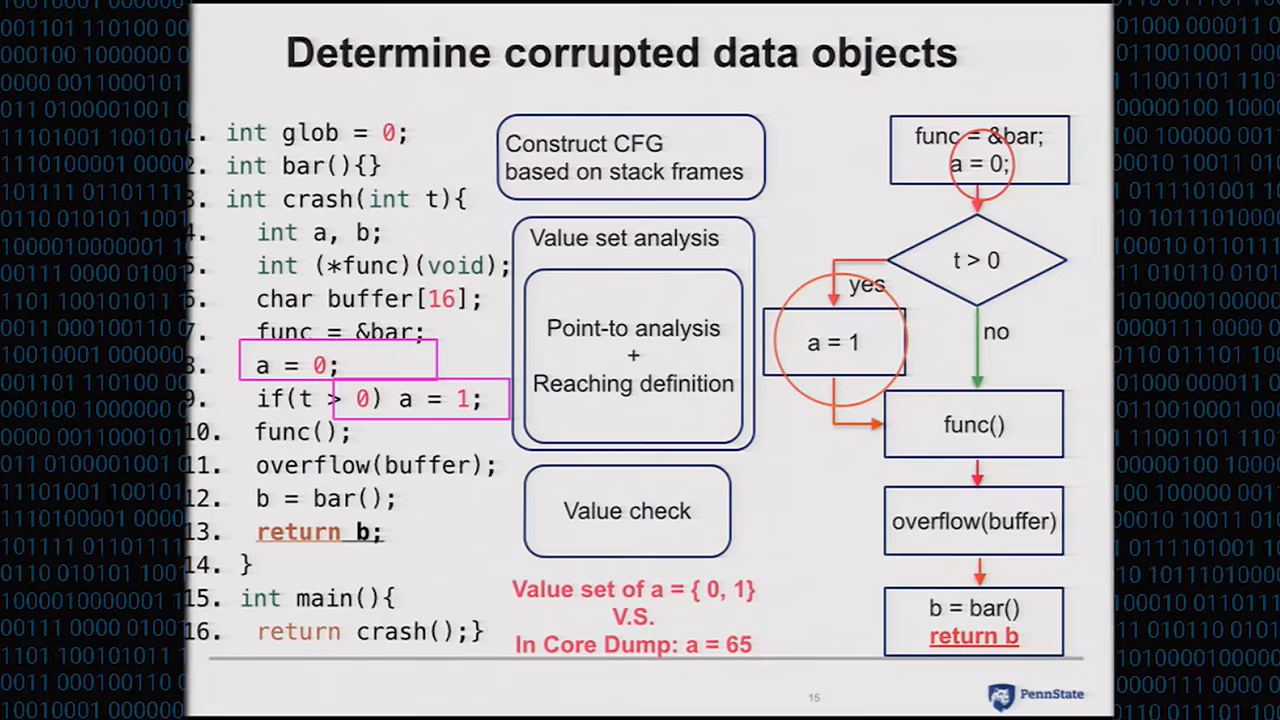 Determine corrupted data objects
1. int glob = 0;
2. int bar(){}
3. int crash(int t){
4. int a, b;
5. int (*func)(void);
6. char buffer[16];
7. func = &bar;
8. a = 0;
9. if(t > 0) a = 1;
10. func();
11. overflow(buffer);
12. b = bar();
13. return b;
14. }
15. int main(){
16. return crash();}
Construct CFG
based on stack frames
Value set analysis
Point-to analysis
+
Reaching definition
Value check
Value set of a = { 0, 1}
V.S.
In Core Dump: a = 65
func = &bar;
a = 0;
t > 0
yes
no
a = 1
func()
overflow(buffer)
b = bar()
return b
15
PennState